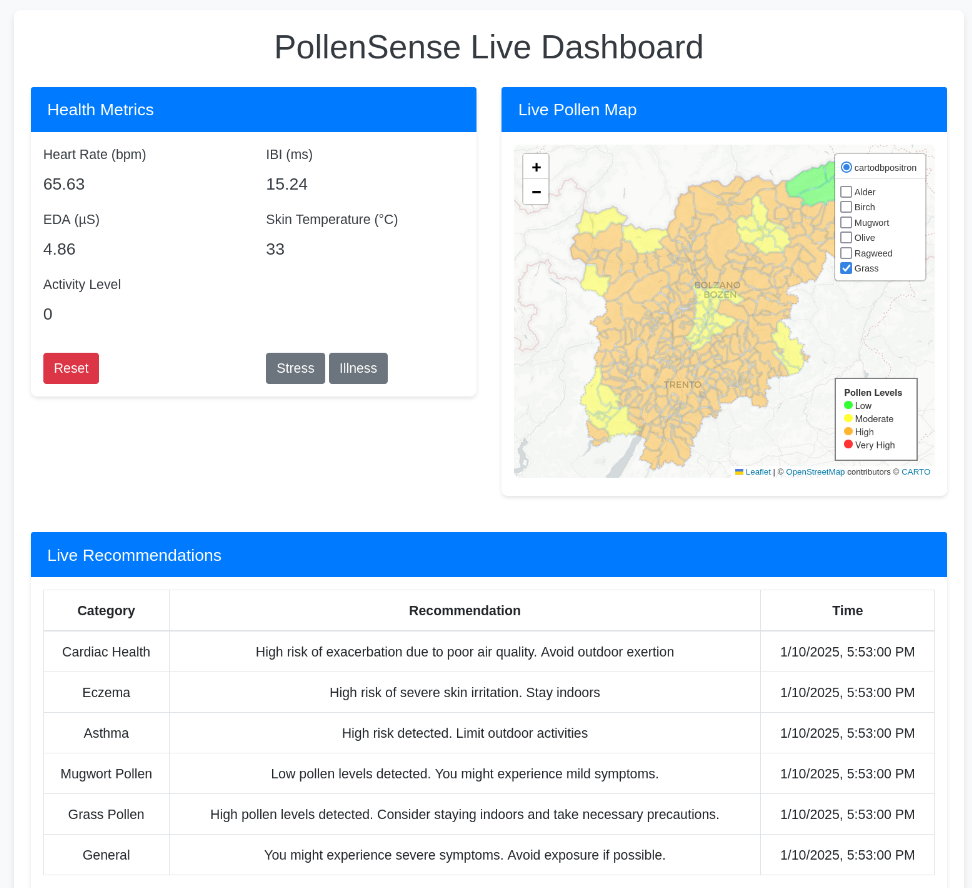 PollenSense Live Dashboard
Health Metrics
Heart Rate (bpm)
IBI (ms)
65.63
15.24
EDA (µS)
Skin Temperature (°C)
4.86
33
Activity Level
0
Reset
Stress
Illness
Live Pollen Map
+
−
cartodbpositron
Alder
Birch
Mugwort
Olive
Ragweed
Grass
BOLZANO
BOZEN
TRENTO
Pollen Levels
Low
Moderate
High
Very High
Leaflet | © OpenStreetMap contributors © CARTO
Live Recommendations
Category Recommendation Time
Cardiac Health High risk of exacerbation due to poor air quality. Avoid outdoor exertion 1/10/2025, 5:53:00 PM
Eczema High risk of severe skin irritation. Stay indoors 1/10/2025, 5:53:00 PM
Asthma High risk detected. Limit outdoor activities 1/10/2025, 5:53:00 PM
Mugwort Pollen Low pollen levels detected. You might experience mild symptoms. 1/10/2025, 5:53:00 PM
Grass Pollen High pollen levels detected. Consider staying indoors and take necessary precautions. 1/10/2025, 5:53:00 PM
General You might experience severe symptoms. Avoid exposure if possible. 1/10/2025, 5:53:00 PM